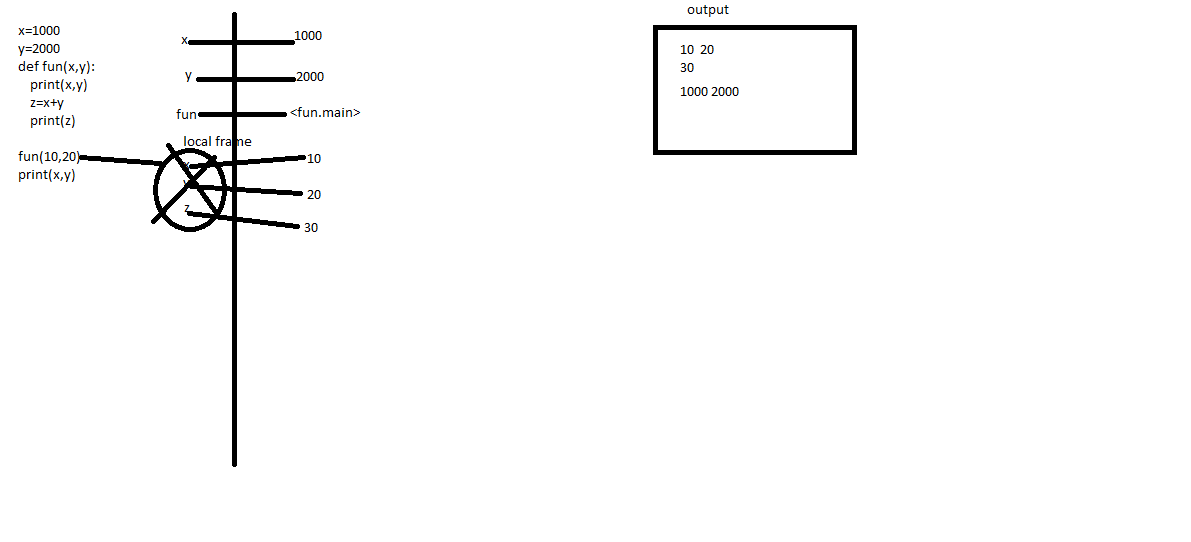 x=1000
y=2000
def fun(x,y):
print(x,y)
z=x+y
print(z)
fun(10,20)
print(x,y)
x 1000
y 2000
fun <fun.main>
local frame
10
20
z 30
output
10 20
30
1000 2000